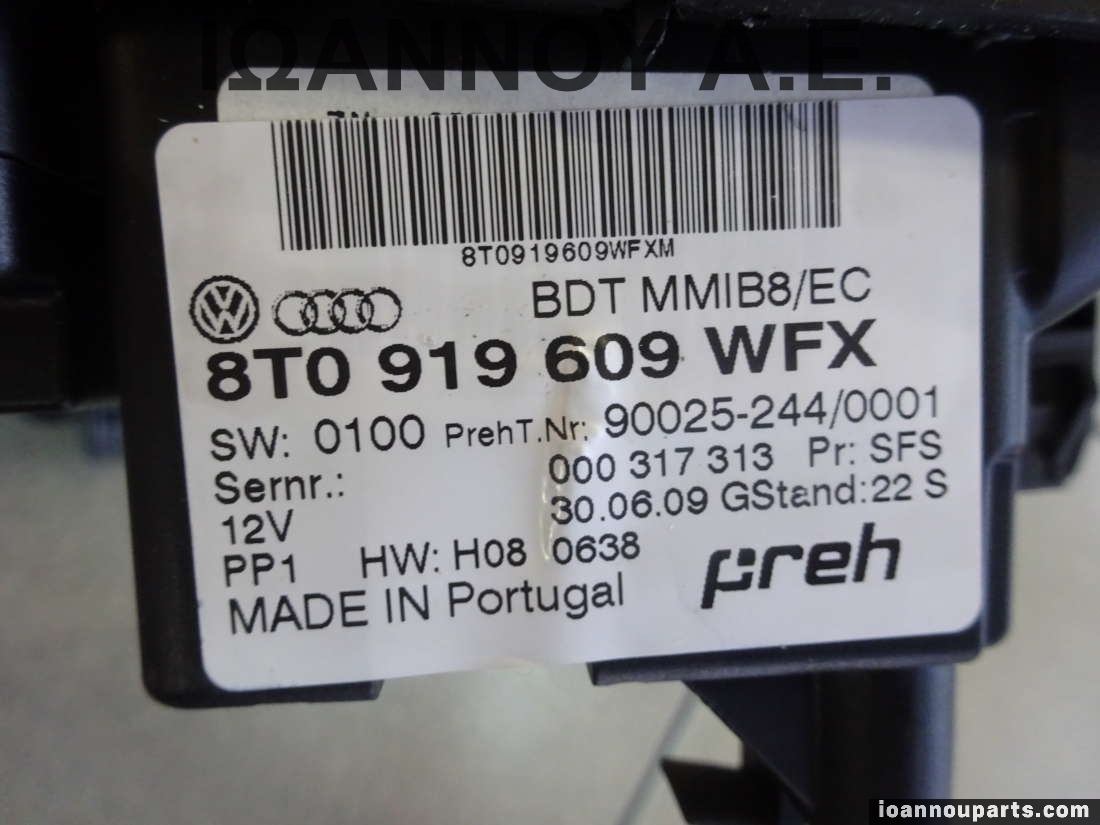 ΙΩΑΝΝΟΥ Α.Ε.
8T0919609WFXM
BDT MMIB8/EC
8T0 919 609 WFX
SW: 0100 PrehT.Nr: 90025-244/0001
Sernr.: 000 317 313 Pr: SFS
12V 30.06.09 GStand:22 S
PP1 HW: H08 0638
preh
MADE IN Portugal
ioannouparts.com